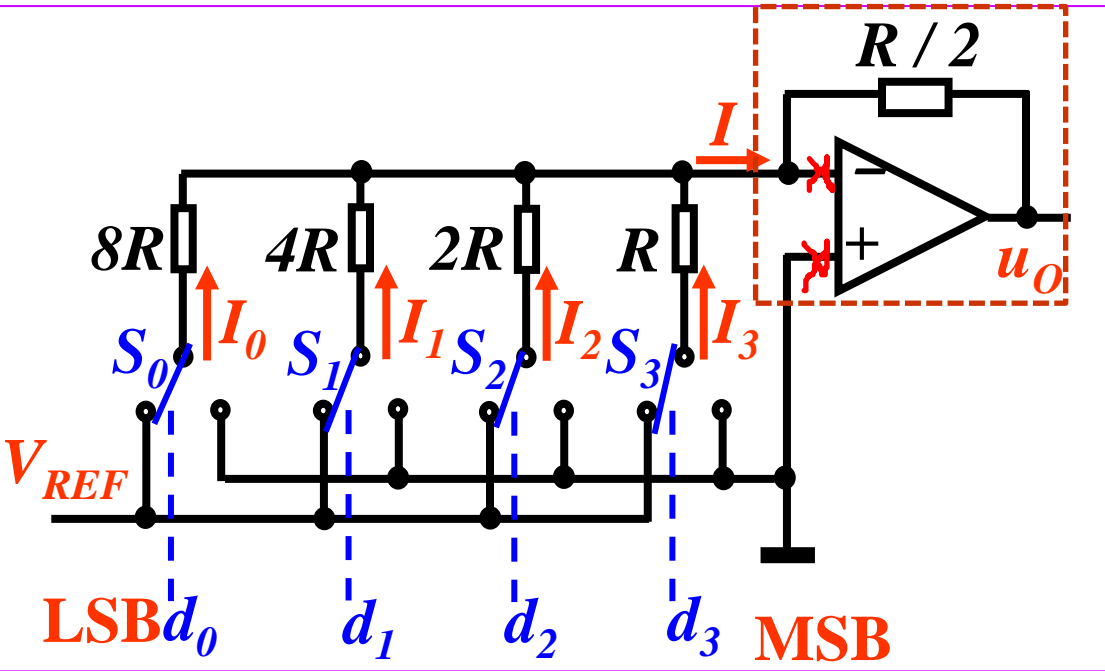 R / 2
I
−
8R 4R 2R R
+
u_O
I_0 I_1 I_2 I_3
S_0 S_1 S_2 S_3
V_REF
LSB d_0 d_1 d_2 d_3 MSB